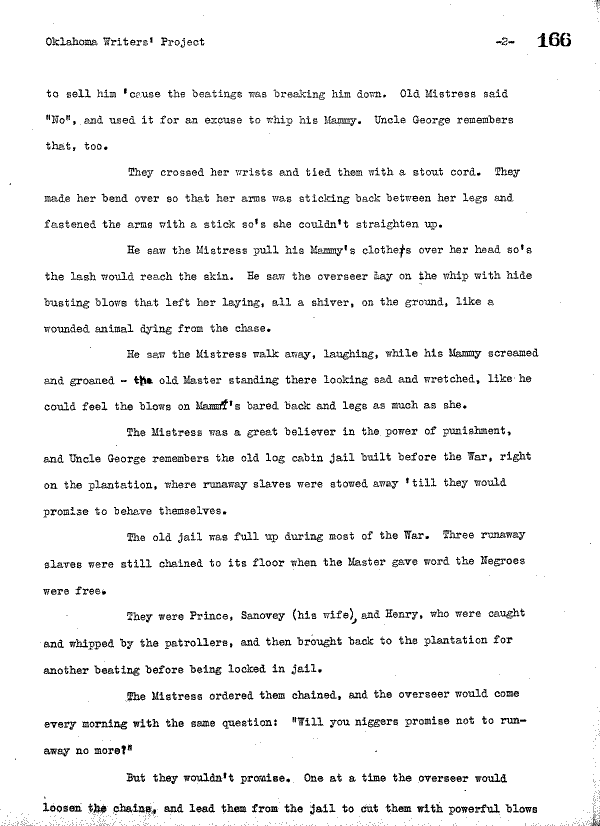 Oklahoma Writers' Project -2- 166
to sell him 'cause the beatings was breaking him down. Old Mistress said
"No", and used it for an excuse to whip his Mammy. Uncle George remembers
that, too.
They crossed her wrists and tied them with a stout cord. They
made her bend over so that her arms was sticking back between her legs and
fastened the arms with a stick so's she couldn't straighten up.
He saw the Mistress pull his Mammy's clothes over her head so's
the lash would reach the skin. He saw the overseer lay on the whip with hide
busting blows that left her laying, all a shiver, on the ground, like a
wounded animal dying from the chase.
He saw the Mistress walk away, laughing, while his Mammy screamed
and groaned - the old Master standing there looking sad and wretched, like he
could feel the blows on Mammy's bared back and legs as much as she.
The Mistress was a great believer in the power of punishment,
and Uncle George remembers the old log cabin jail built before the War, right
on the plantation, where runaway slaves were stowed away 'till they would
promise to behave themselves.
The old jail was full up during most of the War. Three runaway
slaves were still chained to its floor when the Master gave word the Negroes
were free.
They were Prince, Sanovey (his wife), and Henry, who were caught
and whipped by the patrollers, and then brought back to the plantation for
another beating before being locked in jail.
The Mistress ordered them chained, and the overseer would come
every morning with the same question: "Will you niggers promise not to run-
away no more?"
But they wouldn't promise. One at a time the overseer would
loosen the chains, and lead them from the jail to cut them with powerful blows